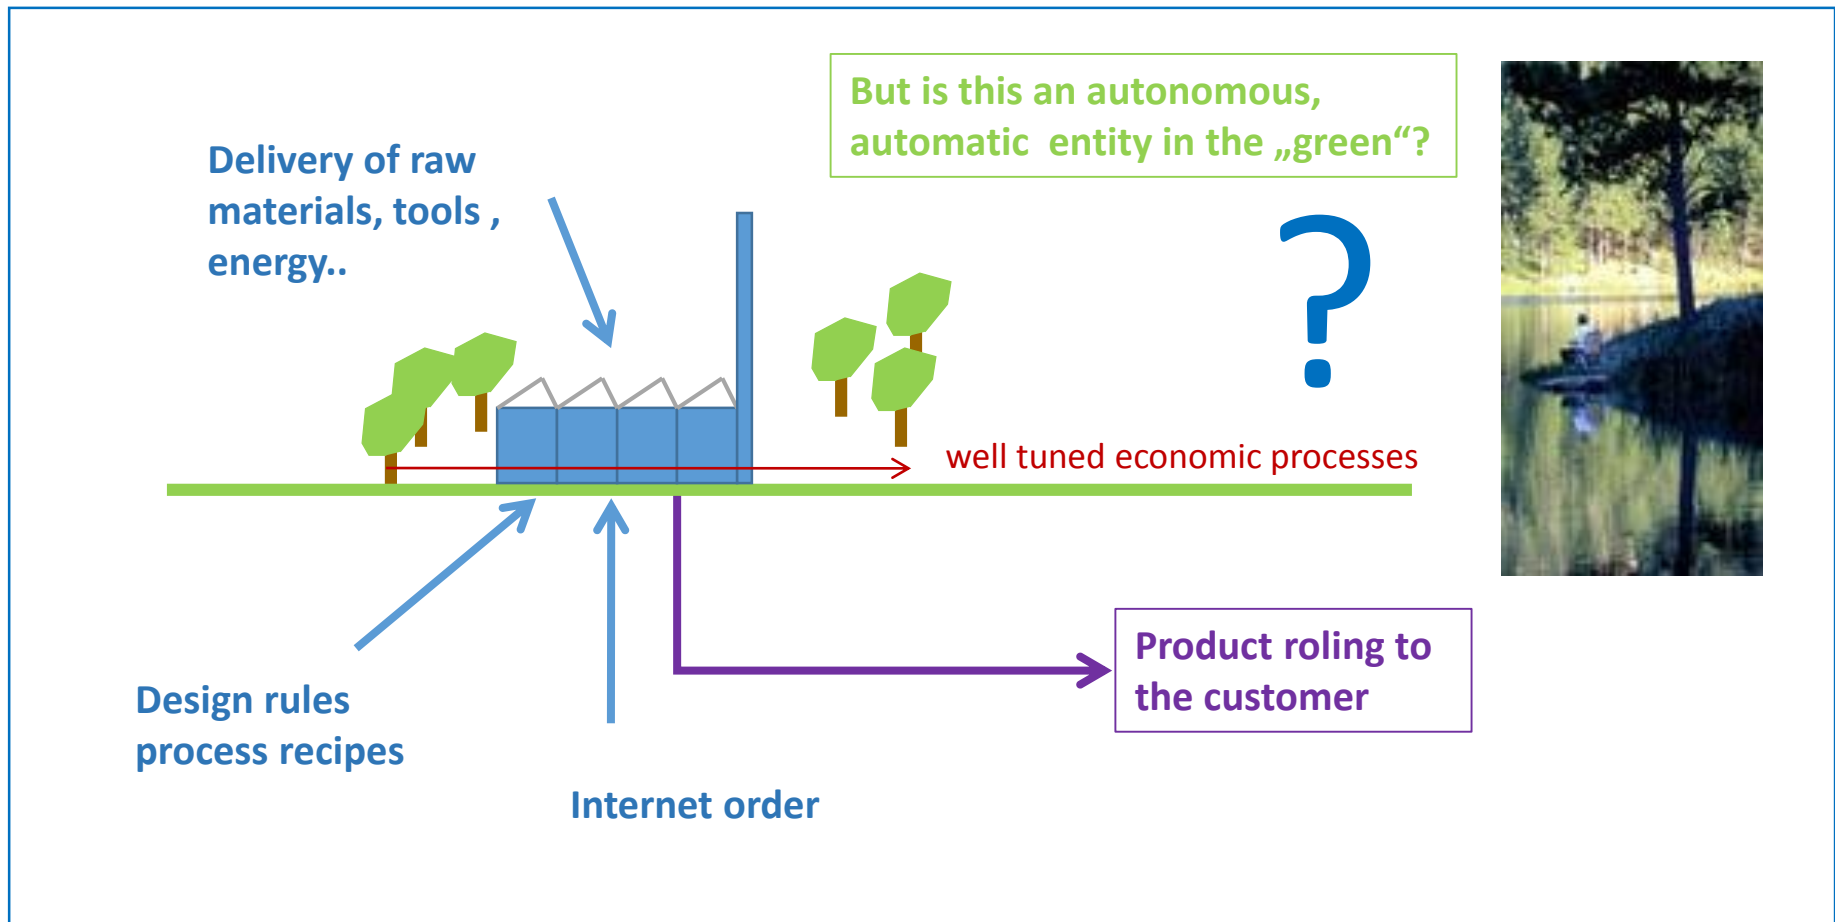 But is this an autonomous,
automatic  entity in the „green“?
Delivery of raw
materials, tools ,
energy..
?
well tuned economic processes
Product roling to
the customer
Design rules
process recipes
Internet order